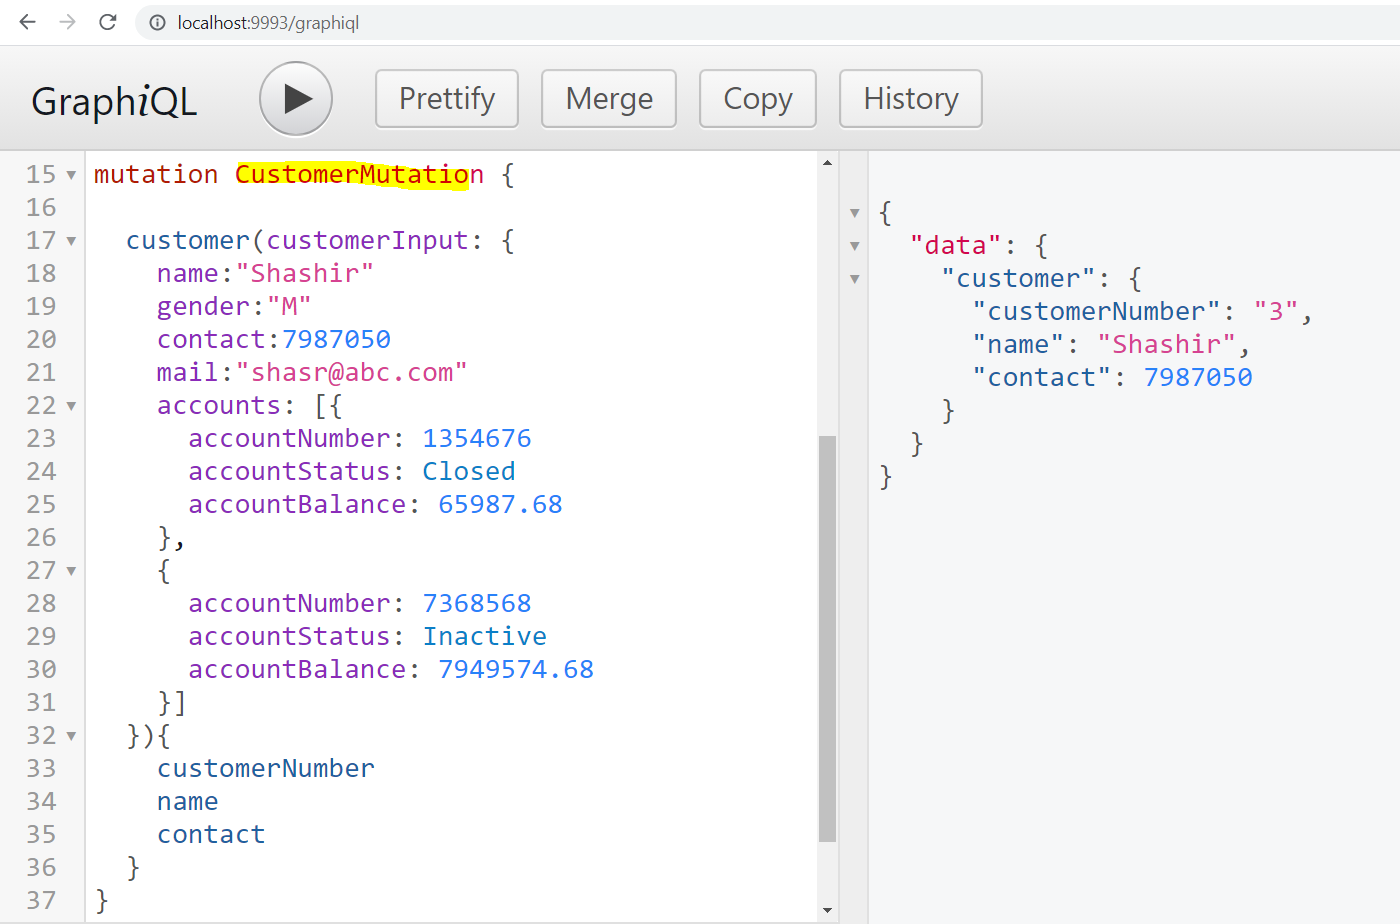 localhost:9993/graphiql
GraphiQL Prettify Merge Copy History
15 mutation CustomerMutation {
16
17 customer(customerInput: {
18 name:"Shashir"
19 gender:"M"
20 contact:7987050
21 mail:"shasr@abc.com"
22 accounts: [{
23 accountNumber: 1354676
24 accountStatus: Closed
25 accountBalance: 65987.68
26 },
27 {
28 accountNumber: 7368568
29 accountStatus: Inactive
30 accountBalance: 7949574.68
31 }]
32 }){
33 customerNumber
34 name
35 contact
36 }
37 }
{
"data": {
"customer": {
"customerNumber": "3",
"name": "Shashir",
"contact": 7987050
}
}
}